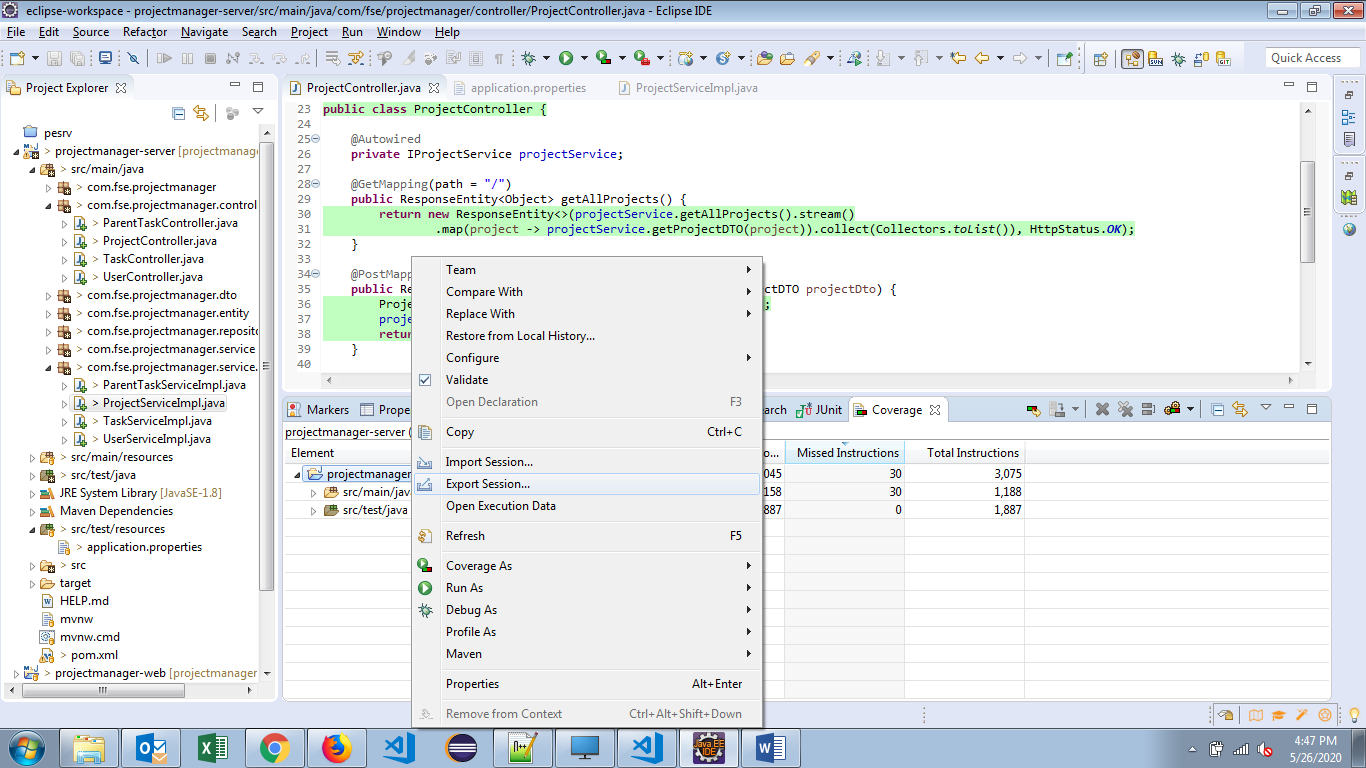 eclipse-workspace - projectmanager-server/src/main/java/com/fse/projectmanager/controller/ProjectController.java - Eclipse IDE
File Edit Source Refactor Navigate Search Project Run Window Help
Quick Access
Project Explorer
pesrv
> projectmanager-server [projectmanage
> src/main/java
> com.fse.projectmanager
> com.fse.projectmanager.control
> ParentTaskController.java
> ProjectController.java
> TaskController.java
> UserController.java
> com.fse.projectmanager.dto
> com.fse.projectmanager.entity
> com.fse.projectmanager.reposito
> com.fse.projectmanager.service
> com.fse.projectmanager.service.
> ParentTaskServiceImpl.java
> ProjectServiceImpl.java
> TaskServiceImpl.java
> UserServiceImpl.java
> src/main/resources
> src/test/java
JRE System Library [JavaSE-1.8]
Maven Dependencies
> src/test/resources
> application.properties
> src
target
HELP.md
mvnw
mvnw.cmd
> pom.xml
> projectmanager-web [projectmanager
ProjectController.java application.properties ProjectServiceImpl.java
23 public class ProjectController {
24
25 @Autowired
26 private IProjectService projectService;
27
28 @GetMapping(path = "/")
29 public ResponseEntity<Object> getAllProjects() {
30 return new ResponseEntity<>(projectService.getAllProjects().stream()
31 .map(project -> projectService.getProjectDTO(project)).collect(Collectors.toList()), HttpStatus.OK);
32 }
33
34 @PostMapp
35 public Re ctDTO projectDto) {
36 Proje ;
37 proje
38 retur
39 }
40
Markers Prope arch JUnit Coverage
projectmanager-server (
Element o... Missed Instructions Total Instructions
projectmanager 045 30 3,075
src/main/java 158 30 1,188
src/test/java 887 0 1,887
Team
Compare With
Replace With
Restore from Local History...
Configure
Validate
Open Declaration F3
Copy Ctrl+C
Import Session...
Export Session...
Open Execution Data
Refresh F5
Coverage As
Run As
Debug As
Profile As
Maven
Properties Alt+Enter
Remove from Context Ctrl+Alt+Shift+Down
Java EE
IDE
4:47 PM
5/26/2020